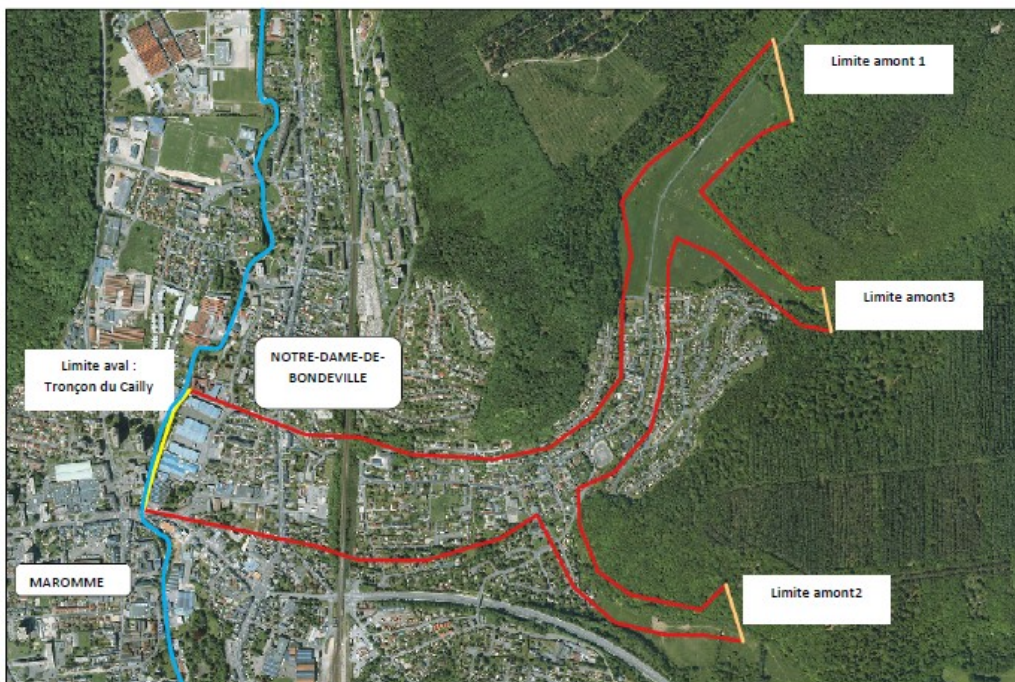 Limite amont 1
Limite amont3
Limite aval :
Tronçon du Cailly
NOTRE-DAME-DE-
BONDEVILLE
MAROMME
Limite amont2